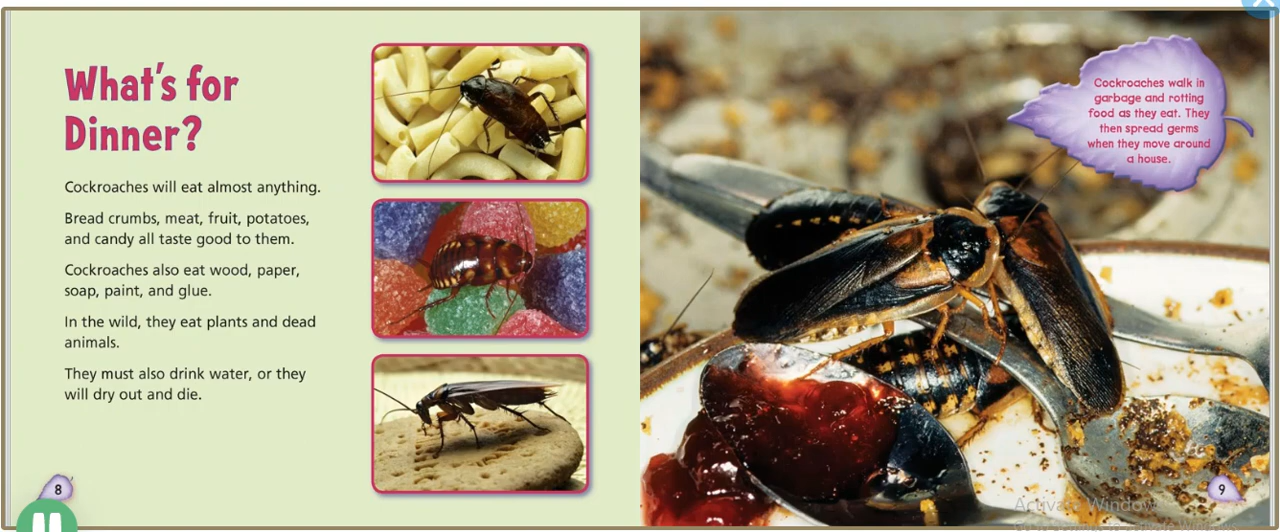 What's for
Dinner?
Cockroaches will eat almost anything.
Bread crumbs, meat, fruit, potatoes,
and candy all taste good to them.
Cockroaches also eat wood, paper,
soap, paint, and glue.
In the wild, they eat plants and dead
animals.
They must also drink water, or they
will dry out and die.
8
Cockroaches walk in
garbage and rotting
food as they eat. They
then spread germs
when they move around
a house.
9
Activate Windows